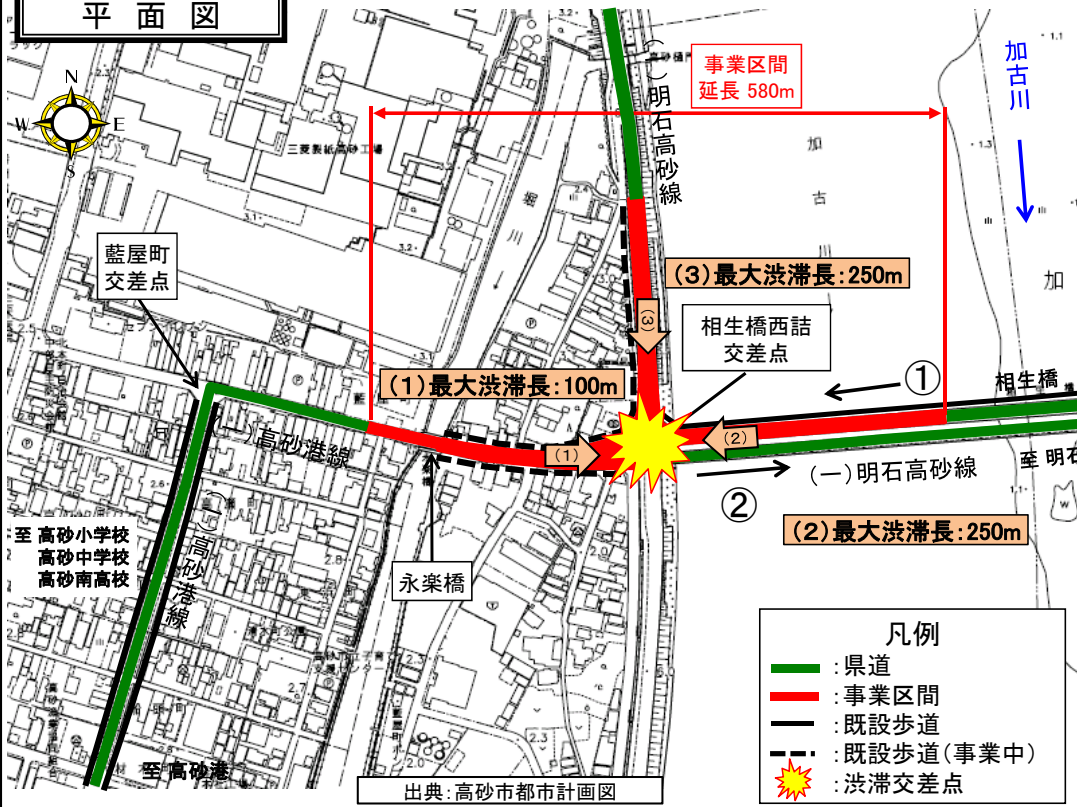 平面図
N
W
E
S
事業区間
延長 580m
加古川
(一)明石高砂線
三菱製紙高砂工場
堀川
加古川
加
藍屋町
交差点
(3)最大渋滞長:250m
(3)
相生橋西詰
交差点
(1)最大渋滞長:100m
①
相生橋
(一)高砂港線
(1)
(2)
(一)明石高砂線
至 明石
②
(2)最大渋滞長:250m
至 高砂小学校
高砂中学校
高砂南高校
(一)高砂港線
永楽橋
至 高砂港
凡例
:県道
:事業区間
:既設歩道
:既設歩道(事業中)
:渋滞交差点
出典:高砂市都市計画図